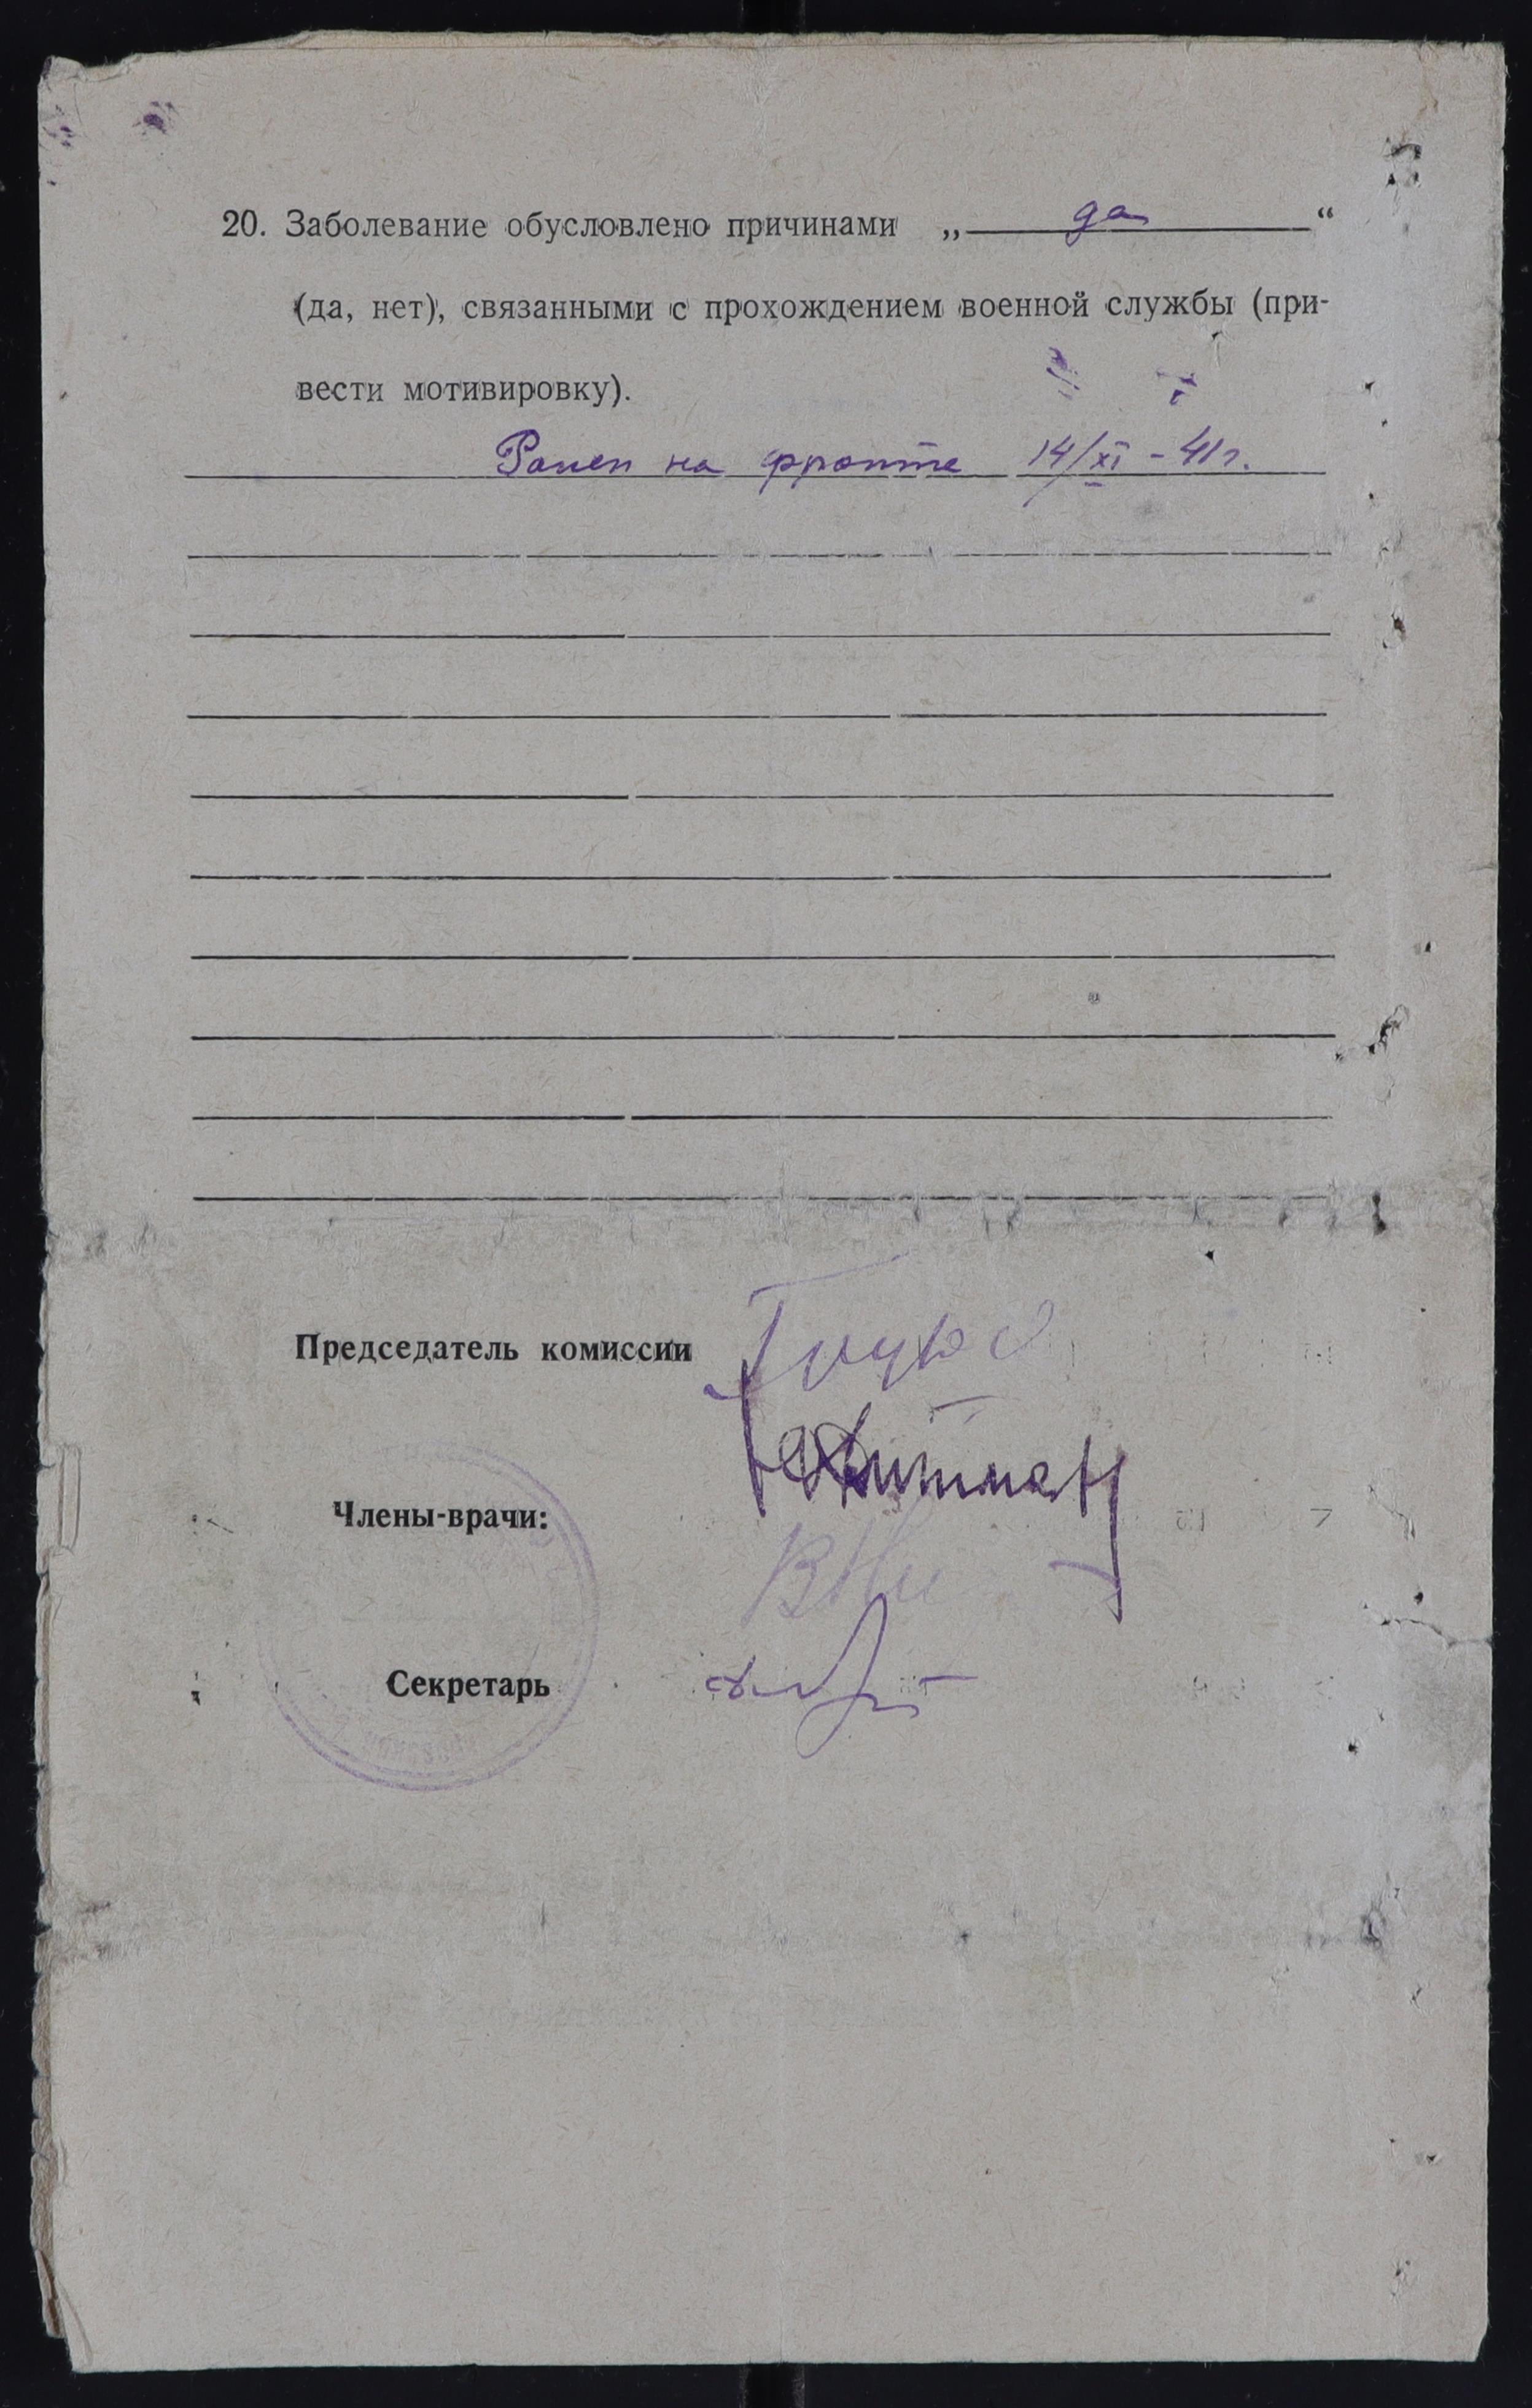 20. Заболевание обусловлено причинами „ да “
(да, нет), связанными с прохождением военной службы (при-
вести мотивировку).
Ранен на фронте 14/XI - 41 г.
Председатель комиссии
Члены-врачи:
Секретарь